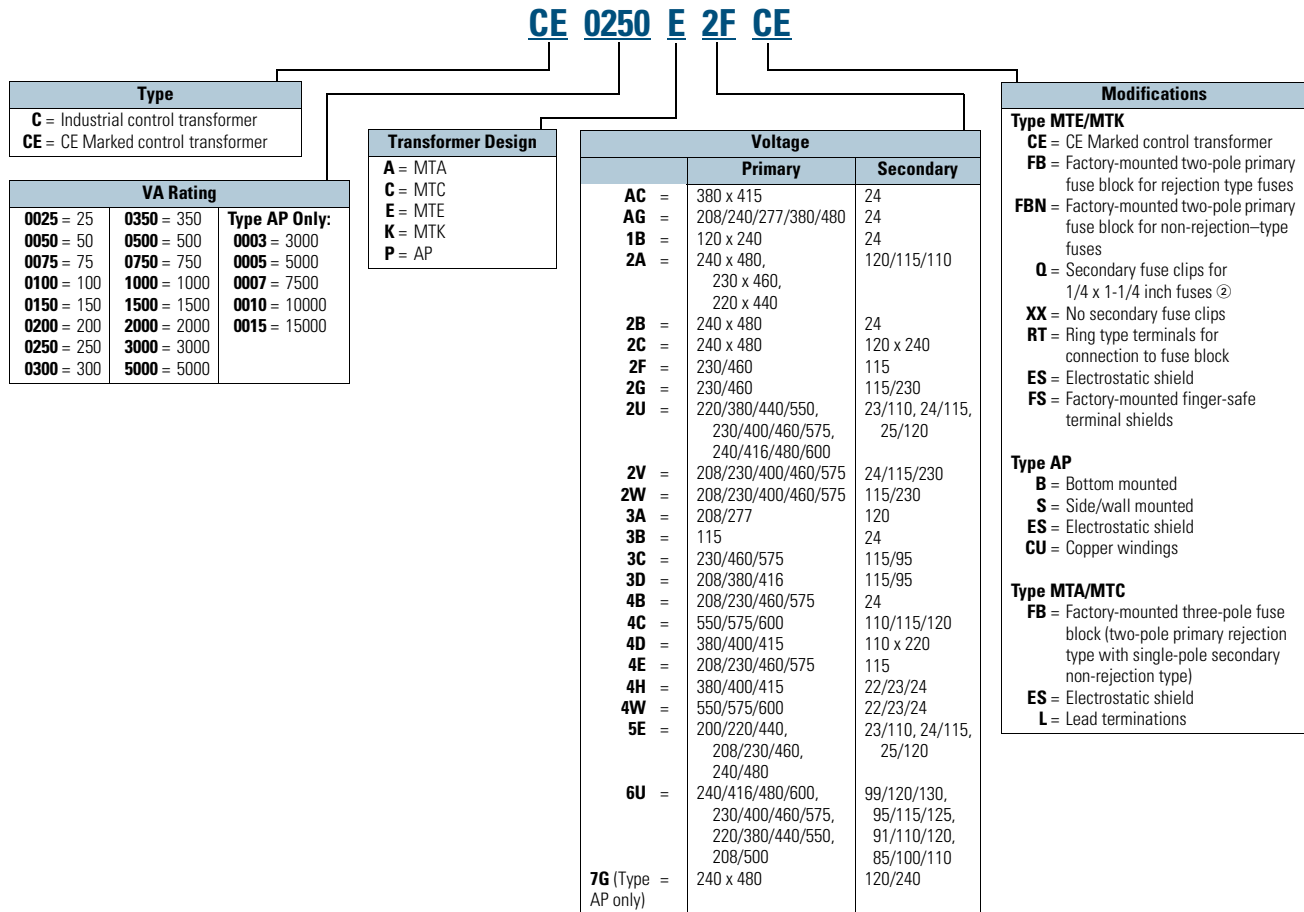 CE 0250 E 2F CE
Type
C = Industrial control transformer
CE = CE Marked control transformer
VA Rating
0025 = 25
0050 = 50
0075 = 75
0100 = 100
0150 = 150
0200 = 200
0250 = 250
0300 = 300
0350 = 350
0500 = 500
0750 = 750
1000 = 1000
1500 = 1500
2000 = 2000
3000 = 3000
5000 = 5000
Type AP Only:
0003 = 3000
0005 = 5000
0007 = 7500
0010 = 10000
0015 = 15000
Transformer Design
A = MTA
C = MTC
E = MTE
K = MTK
P = AP
Voltage
Primary Secondary
AC = 380 x 415 24
AG = 208/240/277/380/480 24
1B = 120 x 240 24
2A = 240 x 480, 120/115/110
230 x 460,
220 x 440
2B = 240 x 480 24
2C = 240 x 480 120 x 240
2F = 230/460 115
2G = 230/460 115/230
2U = 220/380/440/550, 23/110, 24/115,
230/400/460/575, 25/120
240/416/480/600
2V = 208/230/400/460/575 24/115/230
2W = 208/230/400/460/575 115/230
3A = 208/277 120
3B = 115 24
3C = 230/460/575 115/95
3D = 208/380/416 115/95
4B = 208/230/460/575 24
4C = 550/575/600 110/115/120
4D = 380/400/415 110 x 220
4E = 208/230/460/575 115
4H = 380/400/415 22/23/24
4W = 550/575/600 22/23/24
5E = 200/220/440, 23/110, 24/115,
208/230/460, 25/120
240/480
6U = 240/416/480/600, 99/120/130,
230/400/460/575, 95/115/125,
220/380/440/550, 91/110/120,
208/500 85/100/110
7G (Type = 240 x 480 120/240
AP only)
Modifications
Type MTE/MTK
CE = CE Marked control transformer
FB = Factory-mounted two-pole primary
fuse block for rejection type fuses
FBN = Factory-mounted two-pole primary
fuse block for non-rejection–type
fuses
Q = Secondary fuse clips for
1/4 x 1-1/4 inch fuses ②
XX = No secondary fuse clips
RT = Ring type terminals for
connection to fuse block
ES = Electrostatic shield
FS = Factory-mounted finger-safe
terminal shields
Type AP
B = Bottom mounted
S = Side/wall mounted
ES = Electrostatic shield
CU = Copper windings
Type MTA/MTC
FB = Factory-mounted three-pole fuse
block (two-pole primary rejection
type with single-pole secondary
non-rejection type)
ES = Electrostatic shield
L = Lead terminations